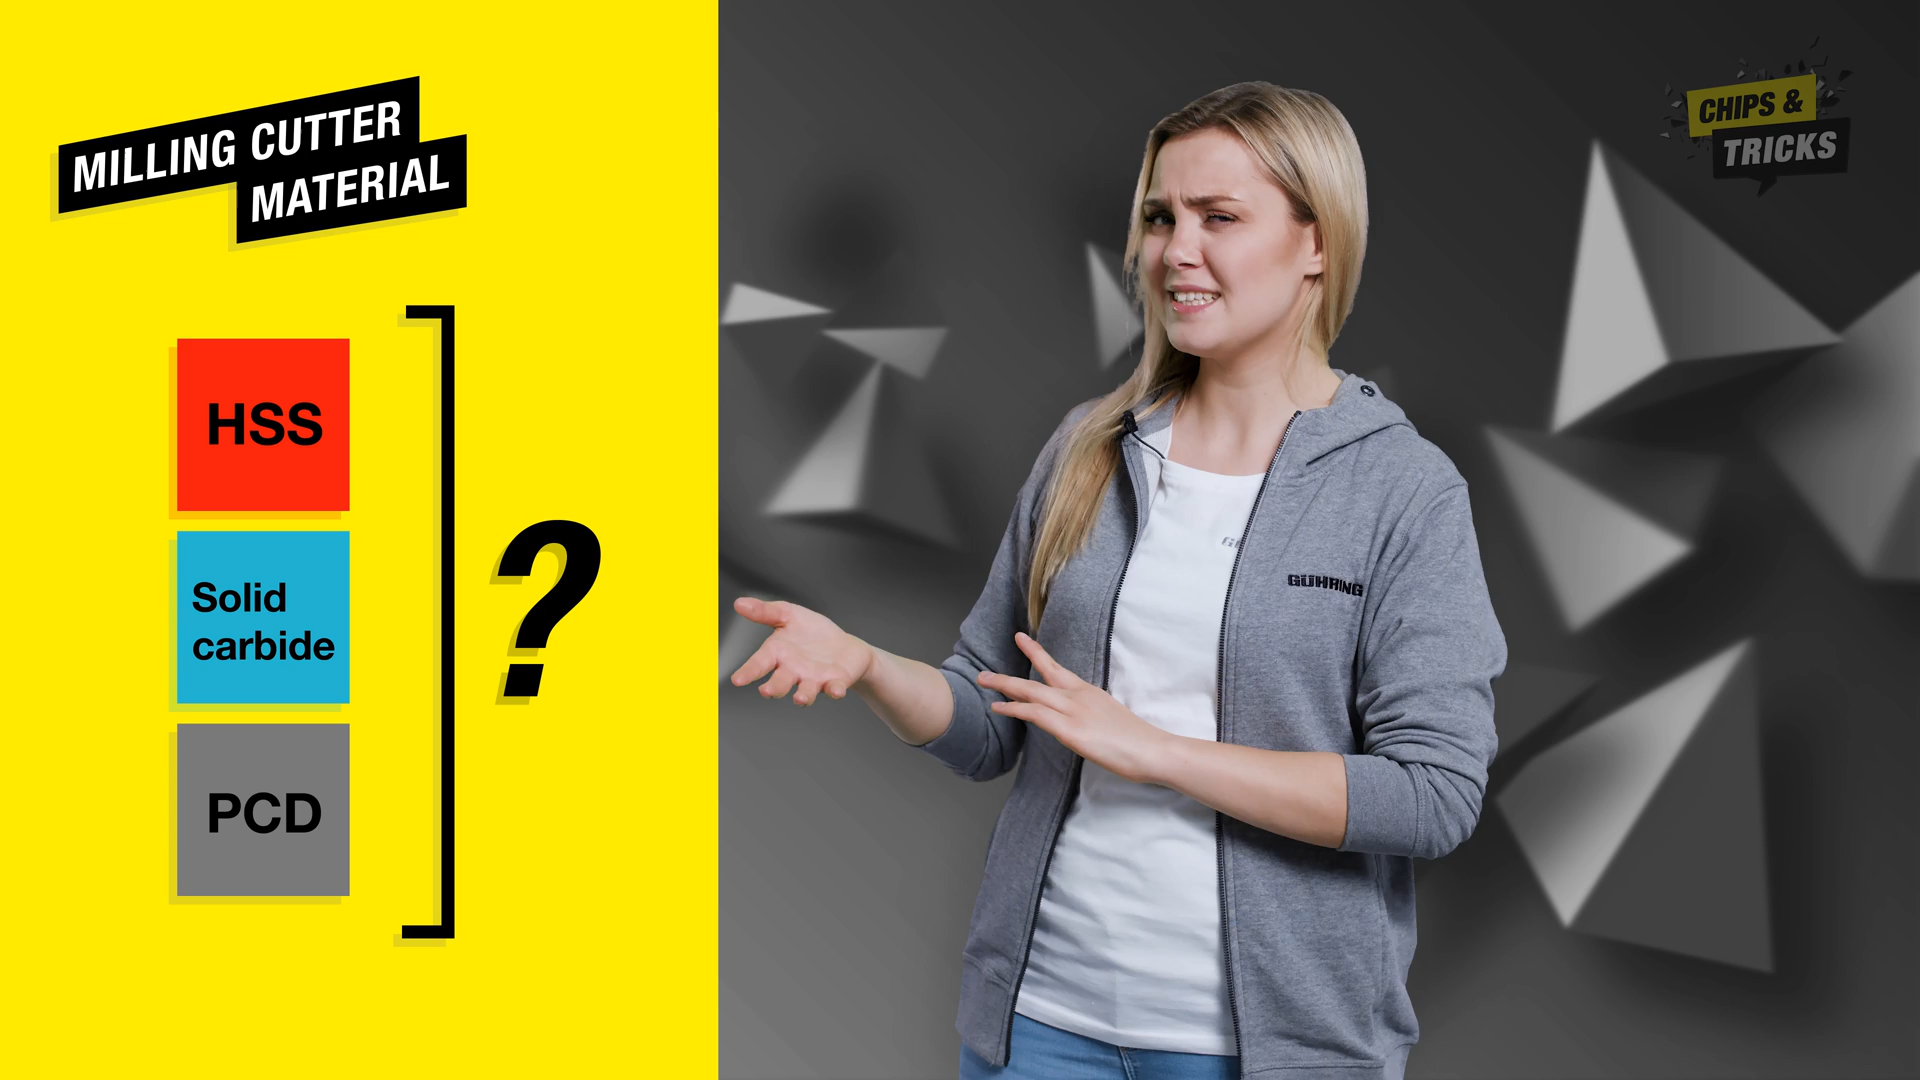 MILLING CUTTER
MATERIAL
HSS
Solid
carbide
PCD
?
CHIPS &
TRICKS
GÜHRING